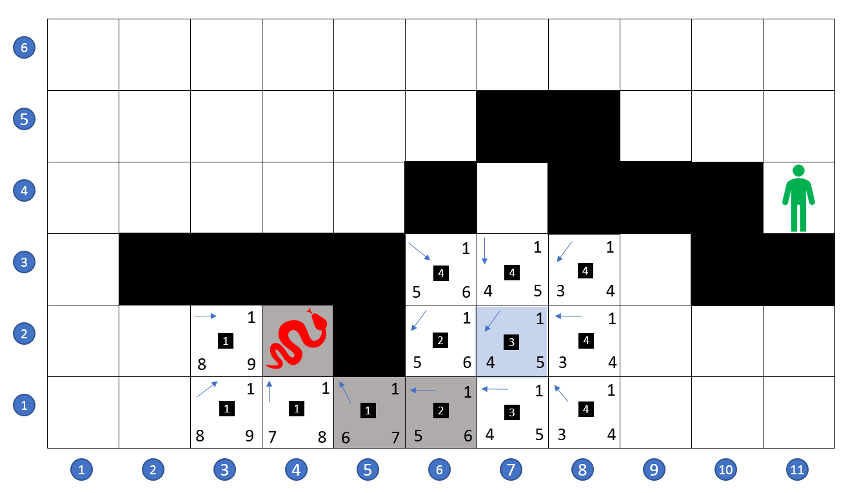 6
5
4
3
1 1 1
4 4 4
5 6 4 5 3 4
2
1 1 1 1
1 2 3 4
8 9 5 6 4 5 3 4
1
1 1 1 1 1 1
1 1 1 2 3 4
8 9 7 8 6 7 5 6 4 5 3 4
1 2 3 4 5 6 7 8 9 10 11